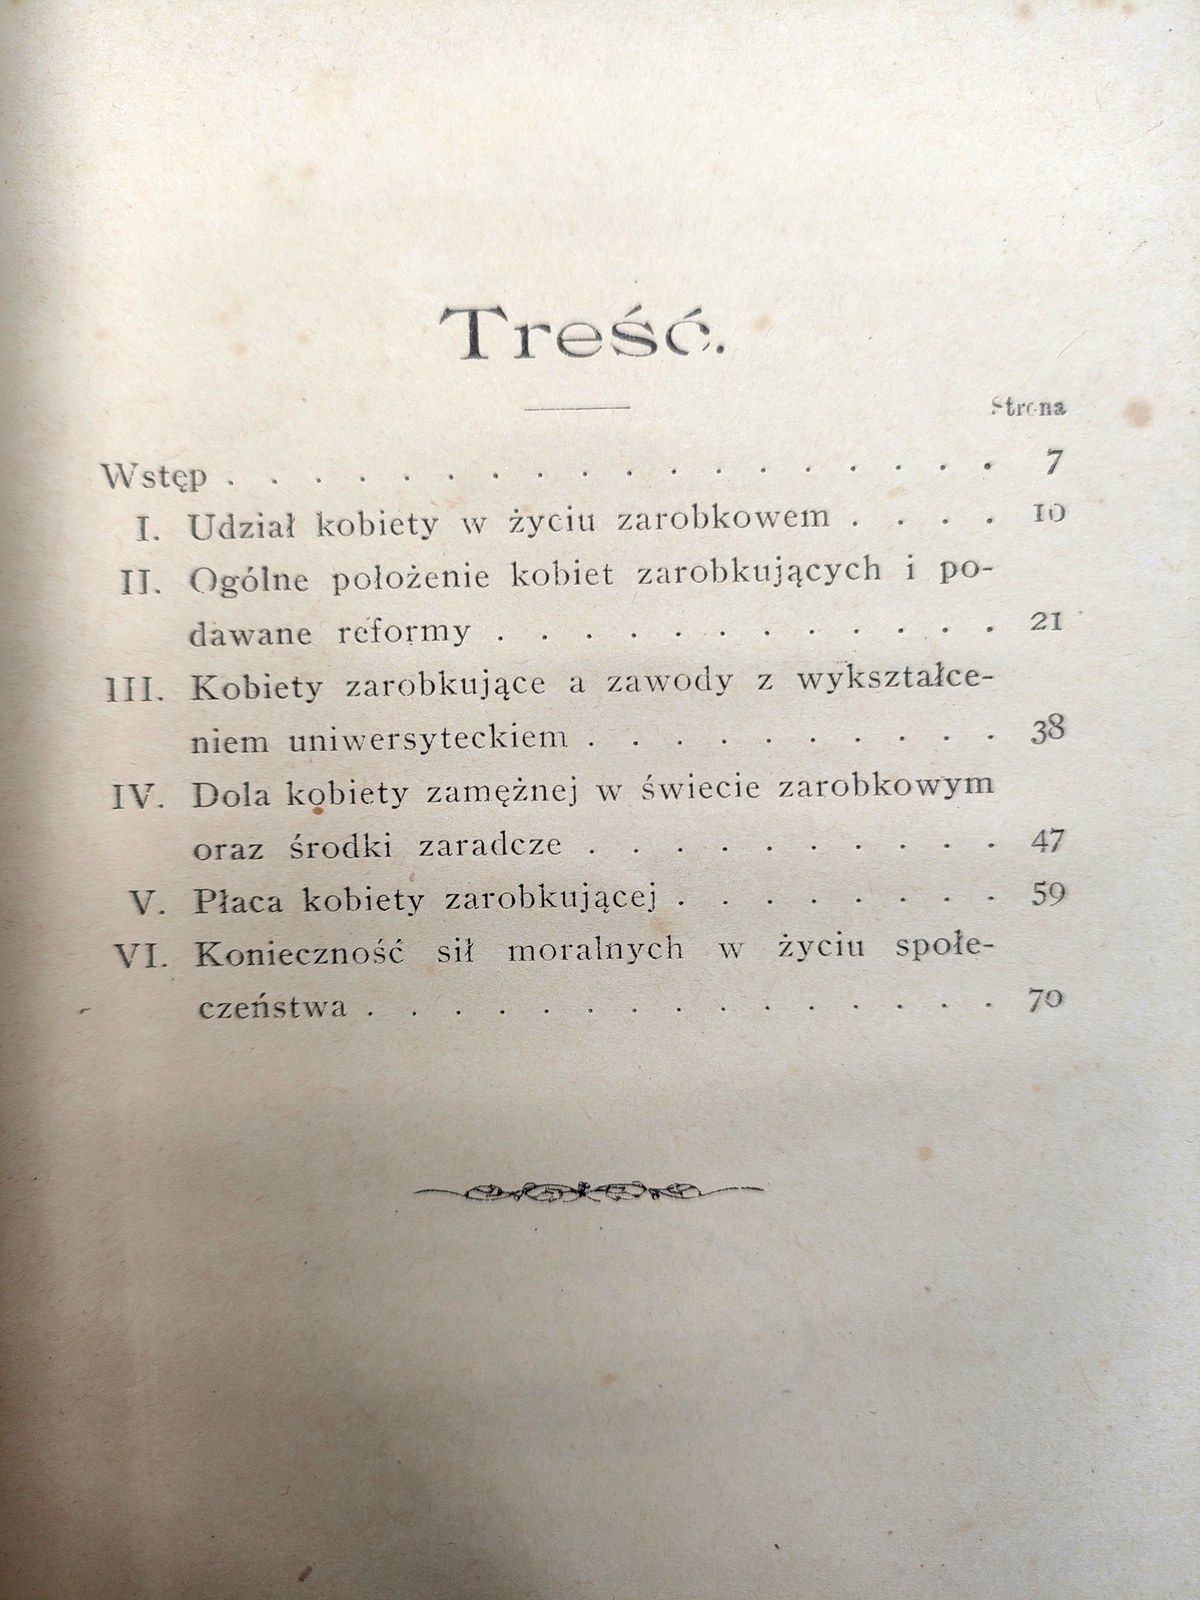 Treść.
Strona
Wstęp . . . . . . . . . . . . . . . . . . 7
I. Udział kobiety w życiu zarobkowem . . . . 10
II. Ogólne położenie kobiet zarobkujących i po-
dawane reformy . . . . . . . . . . . . 21
III. Kobiety zarobkujące a zawody z wykształce-
niem uniwersyteckiem . . . . . . . . . . 38
IV. Dola kobiety zamężnej w świecie zarobkowym
oraz środki zaradcze . . . . . . . . . . 47
V. Płaca kobiety zarobkującej . . . . . . . . 59
VI. Konieczność sił moralnych w życiu społe-
czeństwa . . . . . . . . . . . . . . . 70